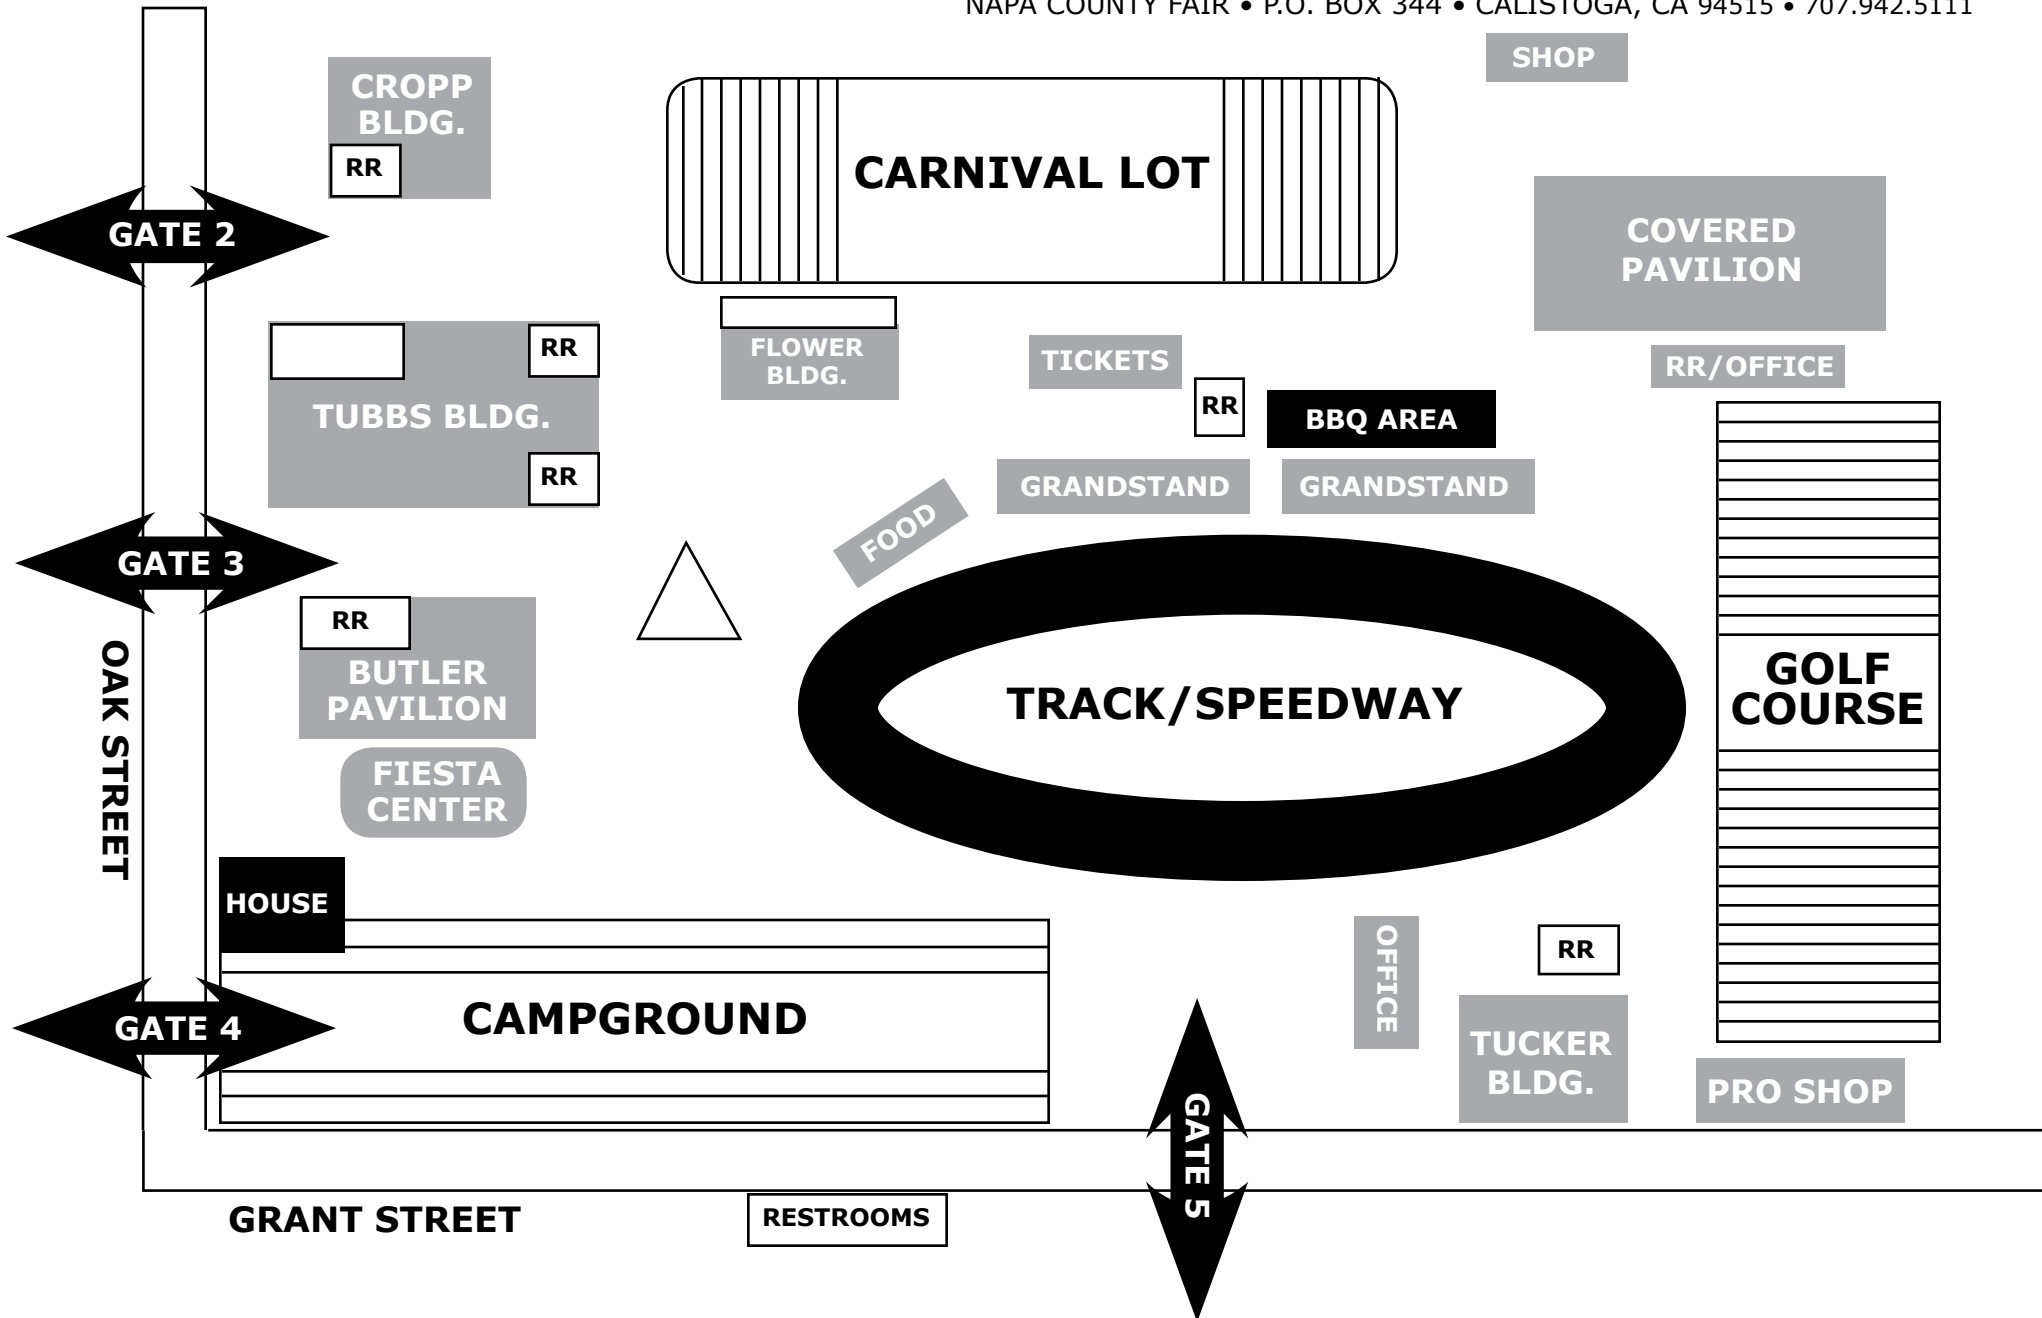 NAPA COUNTY FAIR • P.O. BOX 344 • CALISTOGA, CA 94515 • 707.942.5111
SHOP
CROPP
BLDG.
RR
CARNIVAL LOT
GATE 2
COVERED
PAVILION
FLOWER
BLDG.
TICKETS
RR/OFFICE
RR
TUBBS BLDG.
RR
RR
BBQ AREA
GRANDSTAND
GRANDSTAND
FOOD
GATE 3
RR
BUTLER
PAVILION
TRACK/SPEEDWAY
GOLF
COURSE
OAK STREET
FIESTA
CENTER
HOUSE
OFFICE
RR
CAMPGROUND
GATE 4
TUCKER
BLDG.
PRO SHOP
GATE 5
GRANT STREET
RESTROOMS